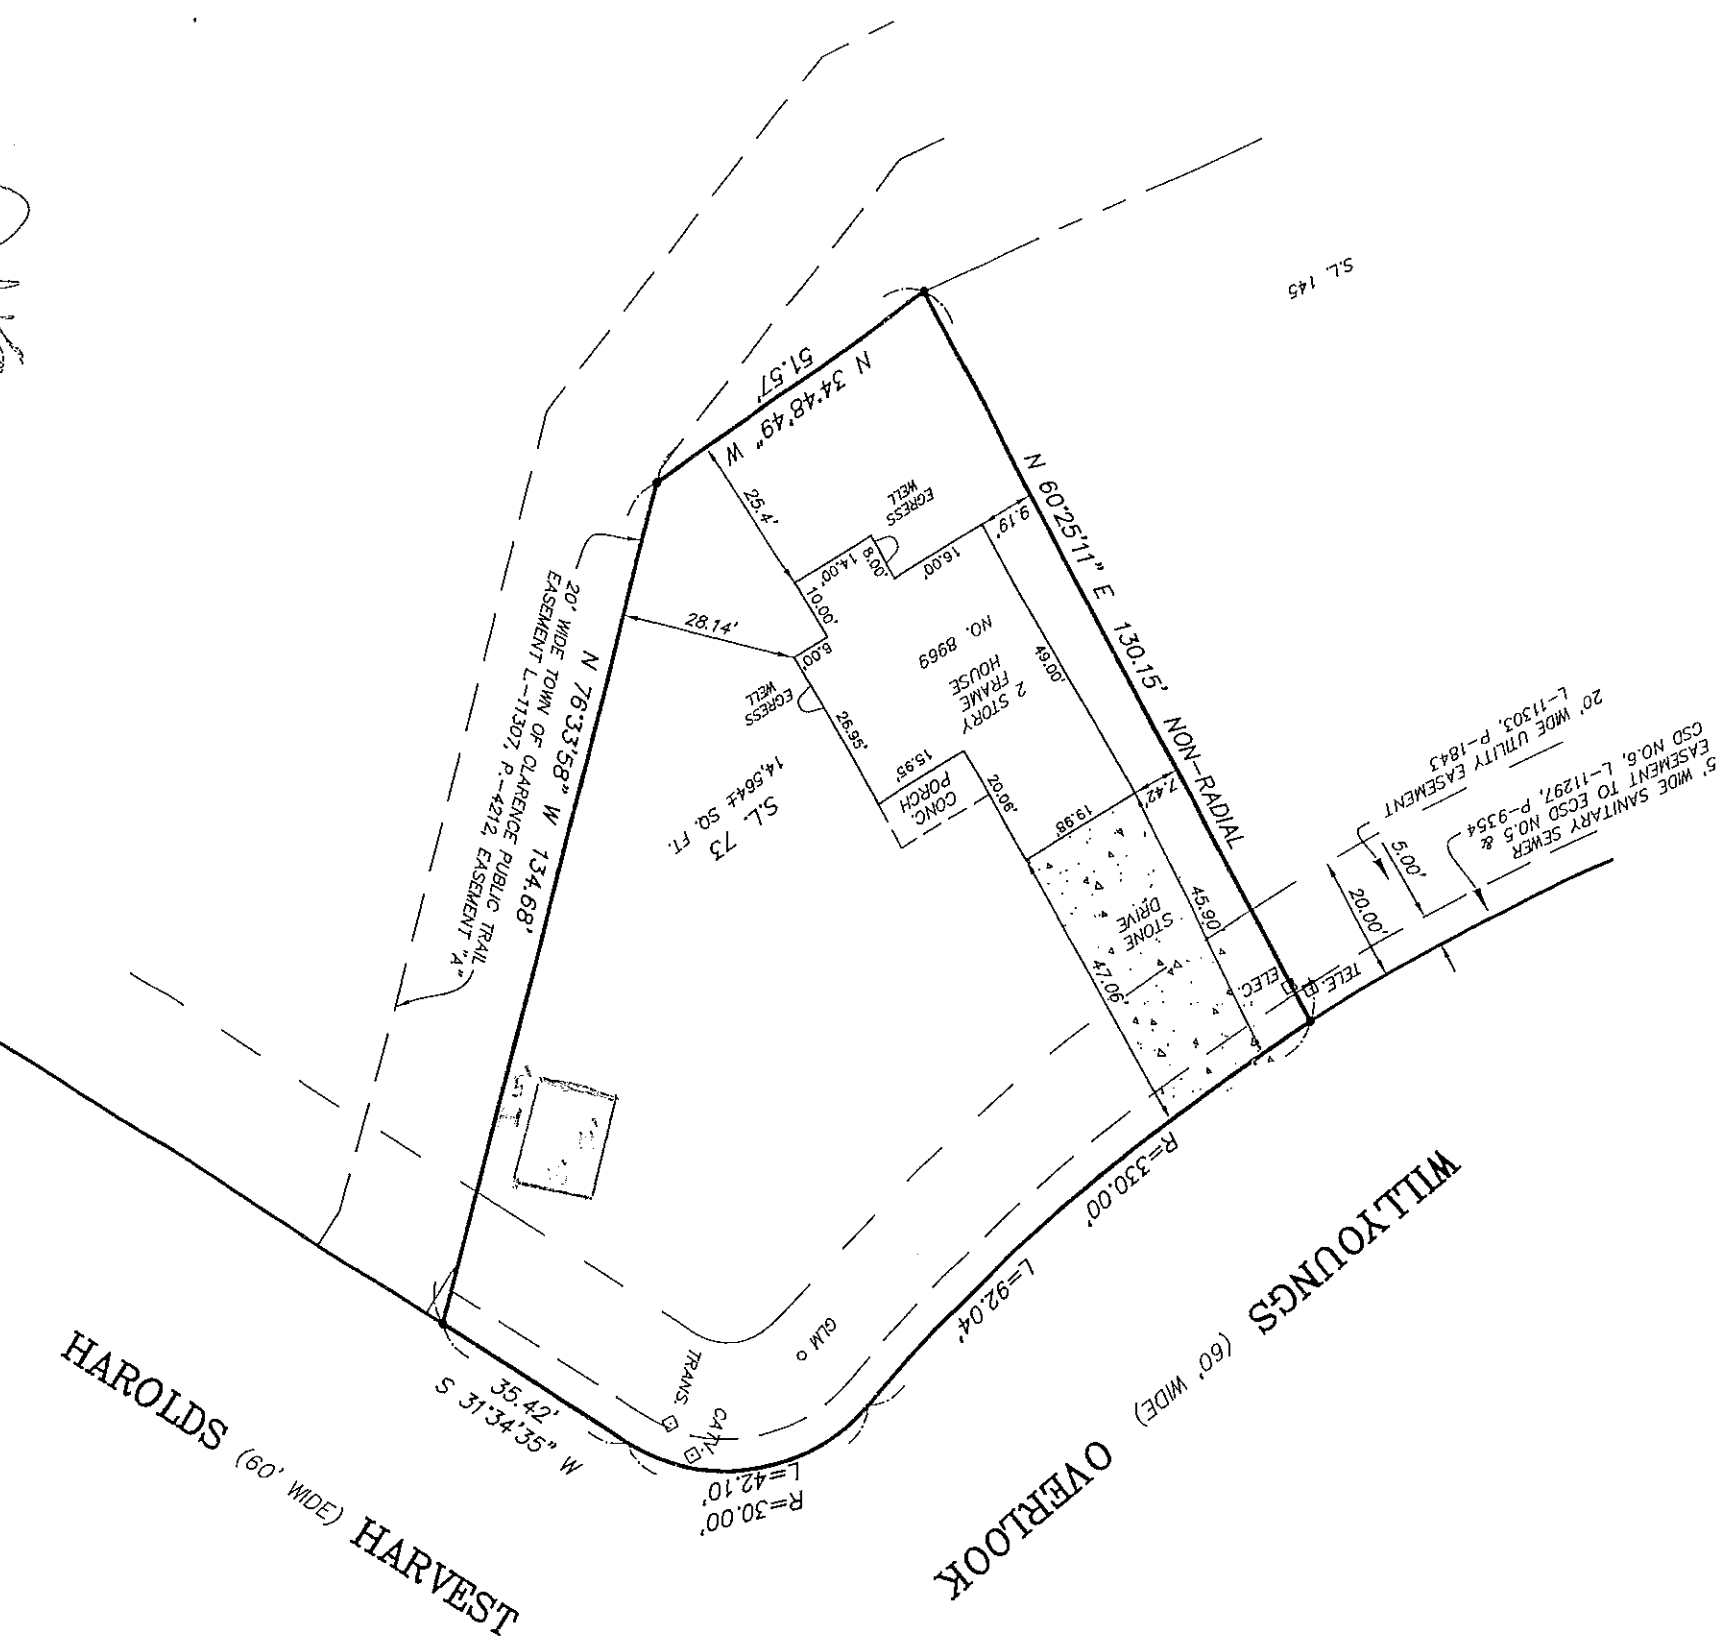 S.L. 145
51.57'
N 34°48'49" W
N 60°25'11" E 130.15' NON-RADIAL
25.4'
EGRESS
WELL
9.19'
16.00'
8.00'
14.00'
10.00'
6.00'
28.14'
20' WIDE TOWN OF CLARENCE PUBLIC TRAIL
EASEMENT L.-11307, P.-4212, EASEMENT "A"
N 76°33'58" W 134.68'
EGRESS
WELL
26.95'
2 STORY
FRAME
HOUSE
NO. 8969
49.00'
15.95'
CONC.
PORCH
20.06'
19.98'
7.42'
S.L. 73
14,564± SQ. FT.
STONE
DRIVE
45.90'
47.06'
20' WIDE UTILITY EASEMENT
L-11303, P-1843
5' WIDE SANITARY SEWER
EASEMENT TO ECSD NO.5 &
CSD NO.6, L-11297, P-9354
5.00'
20.00'
ELEC.
TELE.
R=330.00'
L=92.04'
GLM
TRANS.
CATV.
35.42'
S 31°34'35" W
R=30.00'
L=42.10'
HAROLDS (60' WIDE) HARVEST
WILLYOUNGS (60' WIDE) OVERLOOK